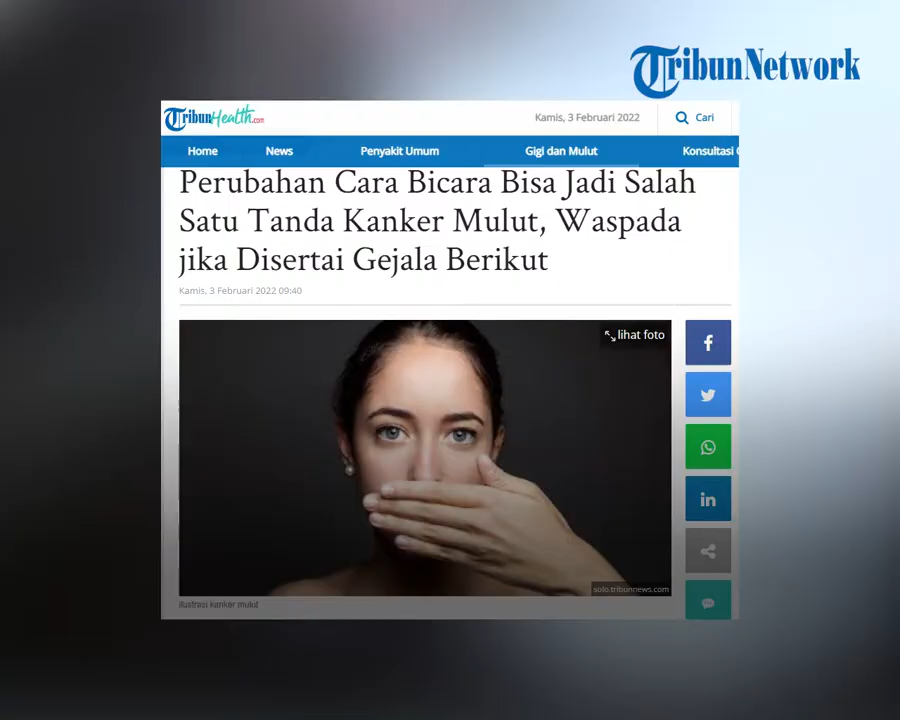 TribunNetwork
TribunHealth.com
Kamis, 3 Februari 2022
Cari
Home
News
Penyakit Umum
Gigi dan Mulut
Konsultasi
Perubahan Cara Bicara Bisa Jadi Salah
Satu Tanda Kanker Mulut, Waspada
jika Disertai Gejala Berikut
Kamis, 3 Februari 2022 09:40
lihat foto
solo.tribunnews.com
ilustrasi kanker mulut